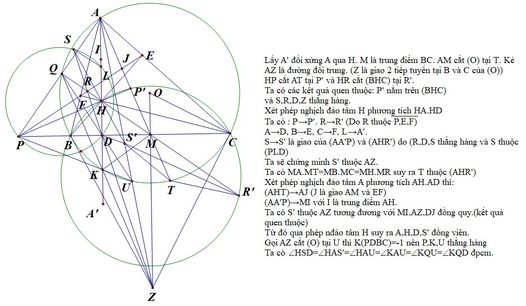 A
S
I
E
Q
L
J
R
P'
O
F
H
P
B
D
S'
M
C
K
U
T
R'
A'
Z
Lấy A' đối xứng A qua H. M là trung điểm BC. AM cắt (O) tại T. Kẻ
AZ là đường đối trung. (Z là giao 2 tiếp tuyến tại B và C của (O))
HP cắt AT tại P' và HR cắt (BHC) tại R'.
Ta có các kết quả quen thuộc: P' nằm trên (BHC)
và S,R,D,Z thẳng hàng.
Xét phép nghịch đảo tâm H phương tích HA.HD
Ta có : P→P'. R→R' (Do R thuộc P,E,F)
A→D, B→E, C→F, L→A'.
S→S' là giao của (AA'P) và (AHR') do (R,D,S thẳng hàng và S thuộc
(PLD)
Ta sẽ chứng minh S' thuộc AZ.
Ta có MA.MT=MB.MC=MH.MR suy ra T thuộc (AHR')
Xét phép nghịch đảo tâm A phương tích AH.AD thì:
(AHT)→AJ (J là giao AM và EF)
(AA'P)→MI với I là trung điểm AH.
Ta có S' thuộc AZ tương đương với MI,AZ,DJ đồng quy.(kết quả
quen thuộc)
Từ đó qua phép nđảo tâm H suy ra A,H,D,S' đồng viên.
Gọi AZ cắt (O) tại U thì K(PDBC)=-1 nên P,K,U thẳng hàng
Ta có ∠HSD=∠HAS'=∠HAU=∠KAU=∠KQU=∠KQD đpcm.